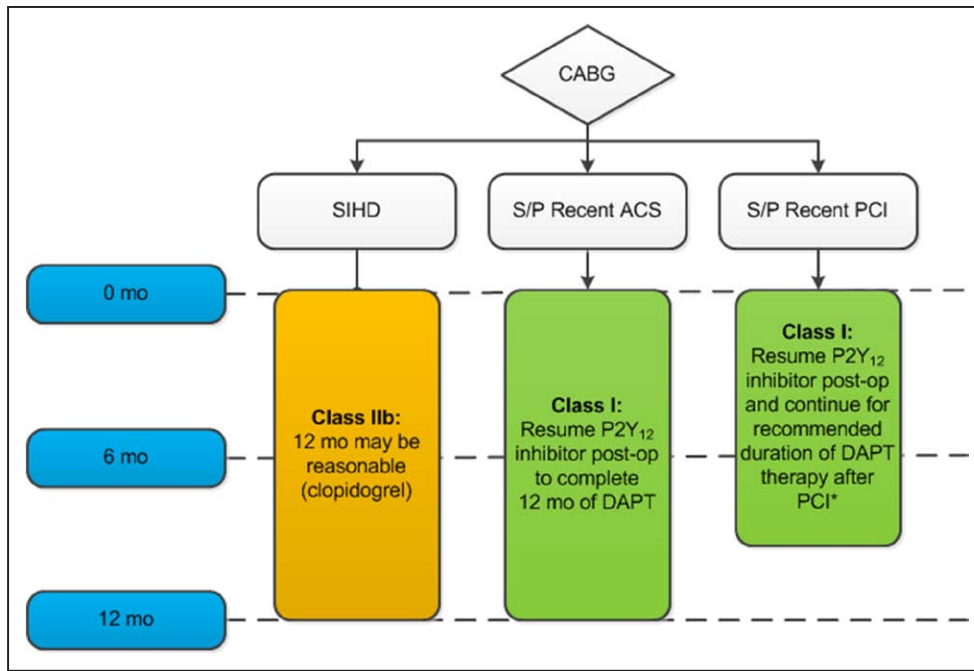 CABG
SIHD
S/P Recent ACS
S/P Recent PCI
0 mo
6 mo
12 mo
Class IIb:
12 mo may be
reasonable
(clopidogrel)
Class I:
Resume P2Y₁₂
inhibitor post-op
to complete
12 mo of DAPT
Class I:
Resume P2Y₁₂
inhibitor post-op
and continue for
recommended
duration of DAPT
therapy after
PCI*